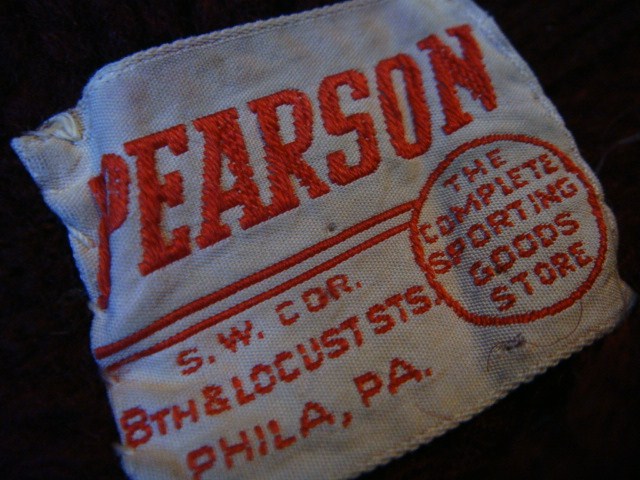 PEARSON
THE
COMPLETE
SPORTING
GOODS
STORE
S.W. COR.
8TH & LOCUST STS.
PHILA, PA.